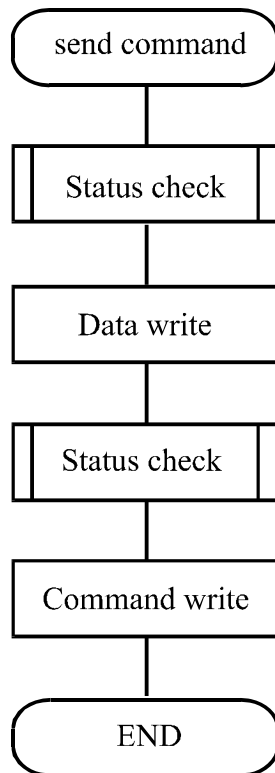 send command
Status check
Data write
Status check
Command write
END